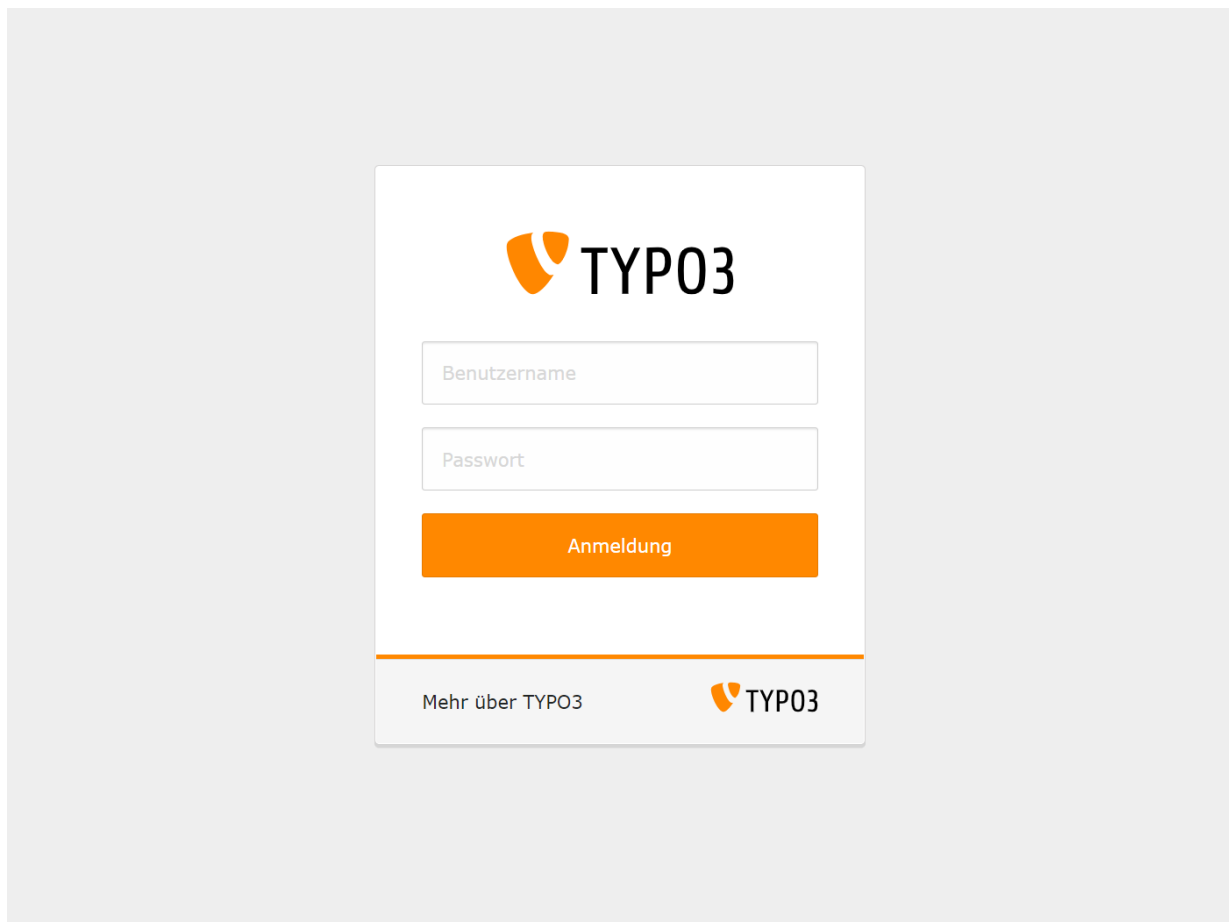 TYPO3
Benutzername
Passwort
Anmeldung
Mehr über TYPO3
TYPO3